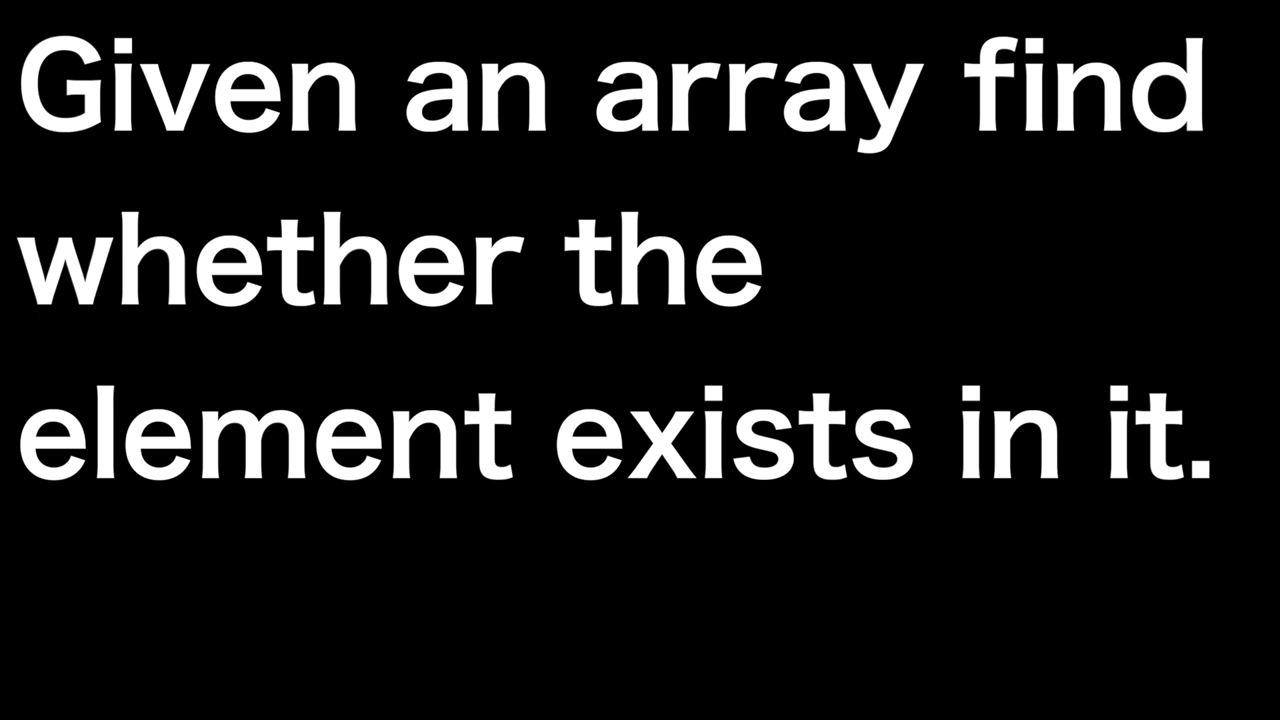 Given an array find
whether the
element exists in it.